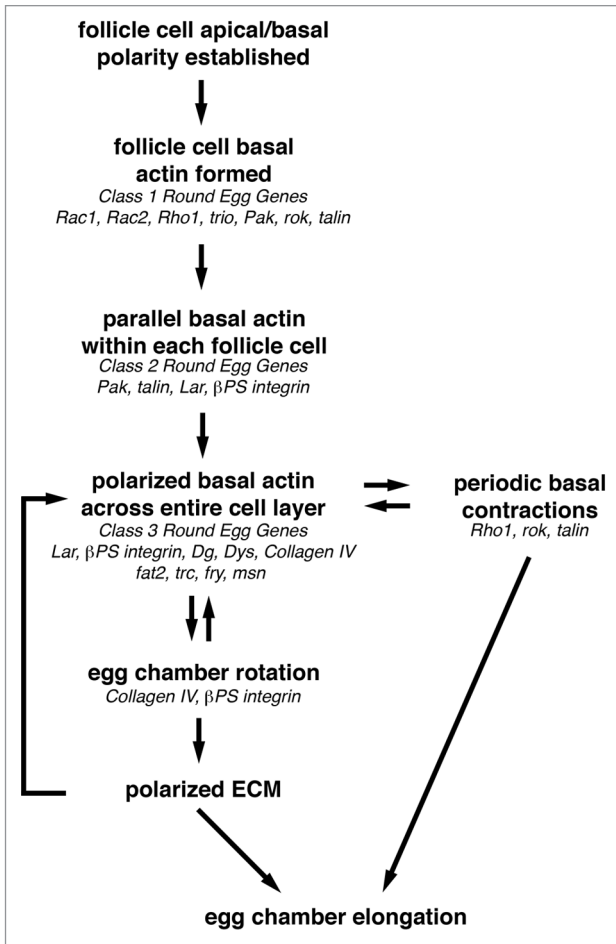 follicle cell apical/basal
polarity established
follicle cell basal
actin formed
Class 1 Round Egg Genes
Rac1, Rac2, Rho1, trio, Pak, rok, talin
parallel basal actin
within each follicle cell
Class 2 Round Egg Genes
Pak, talin, Lar, βPS integrin
polarized basal actin
across entire cell layer
Class 3 Round Egg Genes
Lar, βPS integrin, Dg, Dys, Collagen IV
fat2, trc, fry, msn
periodic basal
contractions
Rho1, rok, talin
egg chamber rotation
Collagen IV, βPS integrin
polarized ECM
egg chamber elongation